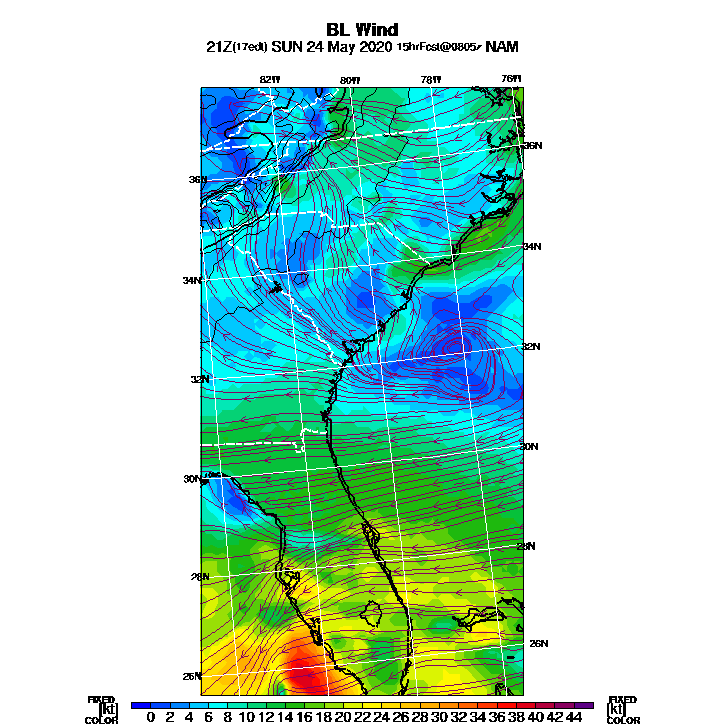 BL Wind
21Z(17edt) SUN 24 May 2020 15hrFcst@0805z NAM
82W 80W 78W 76W
36N 36N
34N 34N
32N 32N
30N 30N
28N 28N
26N 26N
FIXED FIXED
[kt] 0 2 4 6 8 10 12 14 16 18 20 22 24 26 28 30 32 34 36 38 40 42 44 [kt]
COLOR COLOR